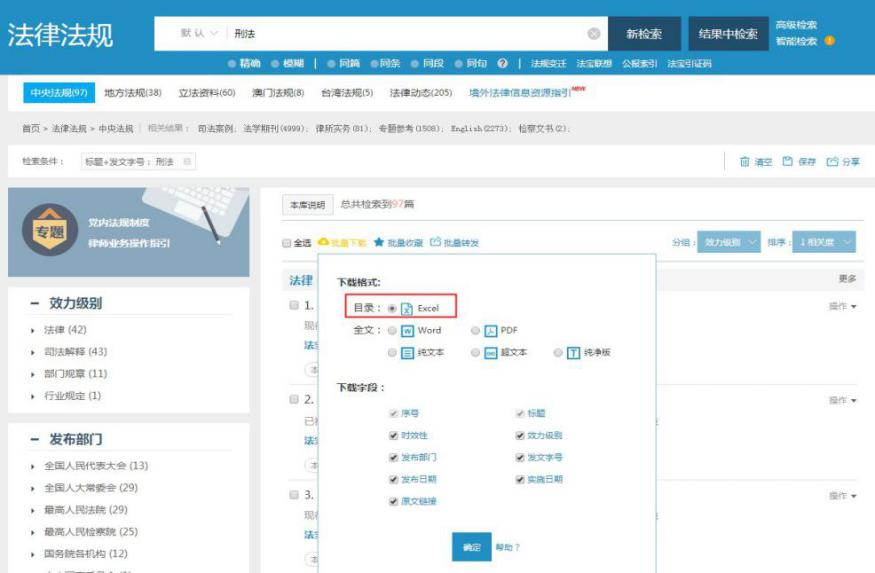 法律法规
默认 刑法 新检索 结果中检索 高级检索
智能检索
精确 模糊 | 同篇 同条 同段 同句 ? | 法规变迁 法宝联想 公报索引 法宝引证码
中央法规(97) 地方法规(38) 立法资料(60) 澳门法规(8) 台湾法规(5) 法律动态(205) 境外法律信息资源指引 NEW
首页 > 法律法规 > 中央法规 | 相关结果： 司法案例; 法学期刊(4999); 律所实务(81); 专题参考(1508); English(2273); 检察文书(2);
检索条件： 标题+发文字号：刑法 清空 保存 分享
专题
党内法规制度
律师业务操作指引
本库说明 总共检索到97篇
全选 批量下载 批量收藏 批量转发 分组： 效力级别 排序： ↓相关度
法律 更多
下载格式:
目录： Excel
全文： Word PDF
纯文本 超文本 纯净版
下载字段：
序号 标题
时效性 效力级别
发布部门 发文字号
发布日期 实施日期
原文链接
确定 帮助？
1. 操作
2. 操作
3. 操作
- 效力级别
法律 (42)
司法解释 (43)
部门规章 (11)
行业规定 (1)
- 发布部门
全国人民代表大会 (13)
全国人大常委会 (29)
最高人民法院 (29)
最高人民检察院 (25)
国务院各机构 (12)